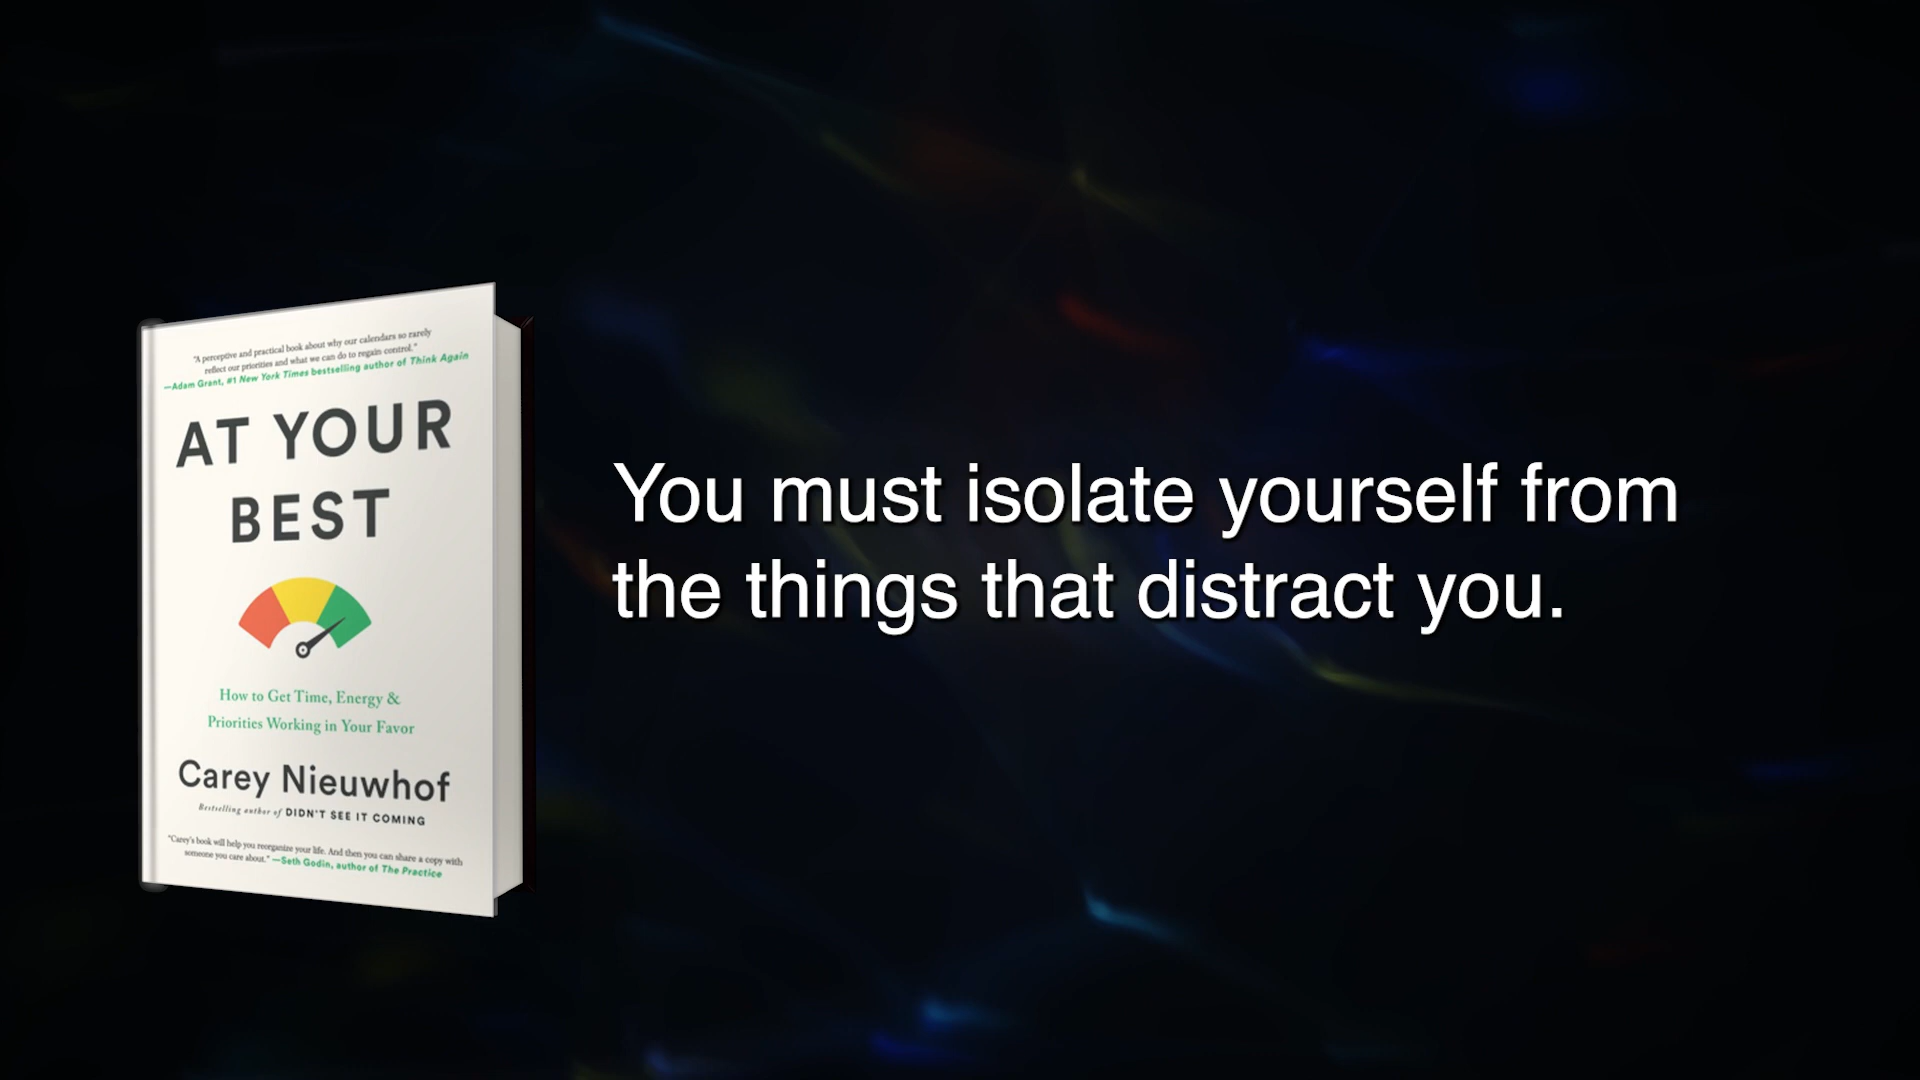 "A perceptive and practical book about why our calendars so rarely
reflect our priorities and what we can do to regain control."
—Adam Grant, #1 New York Times bestselling author of Think Again
AT YOUR
BEST
How to Get Time, Energy &
Priorities Working in Your Favor
Carey Nieuwhof
Bestselling author of DIDN'T SEE IT COMING
"Carey's book will help you reorganize your life. And then you can share a copy with
someone you care about." —Seth Godin, author of The Practice
You must isolate yourself from
the things that distract you.